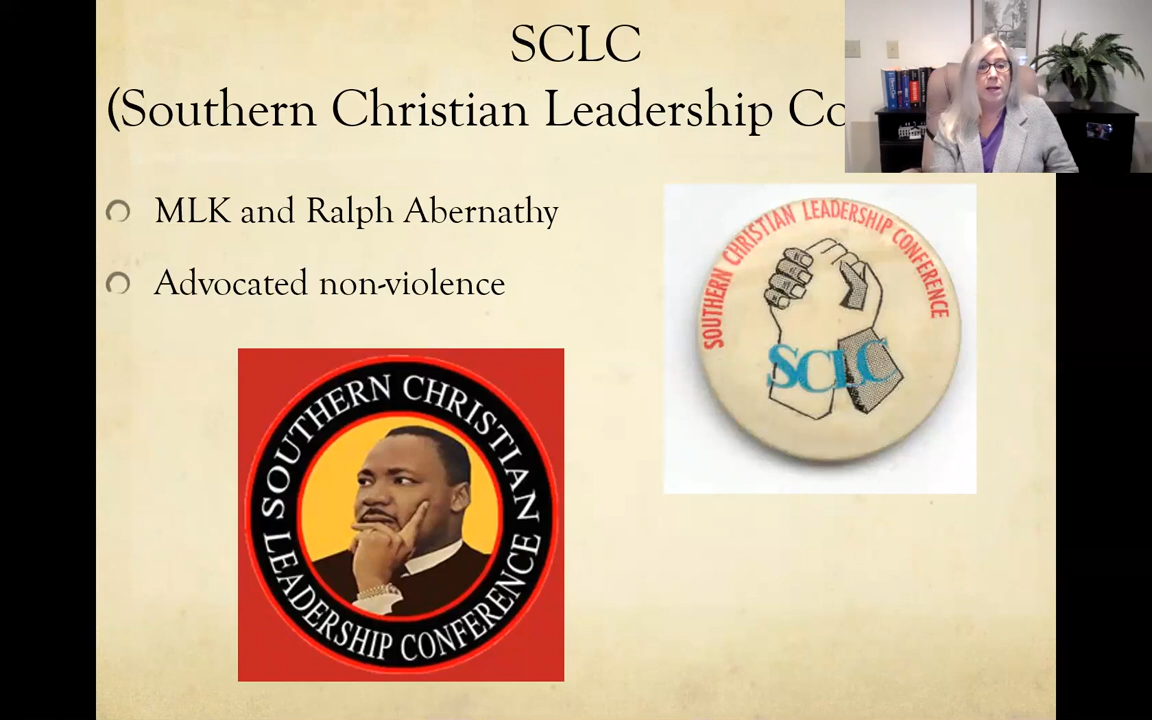 SCLC
(Southern Christian Leadership Co
MLK and Ralph Abernathy
Advocated non-violence
SOUTHERN CHRISTIAN LEADERSHIP CONFERENCE
SCLC
SOUTHERN CHRISTIAN
LEADERSHIP CONFERENCE